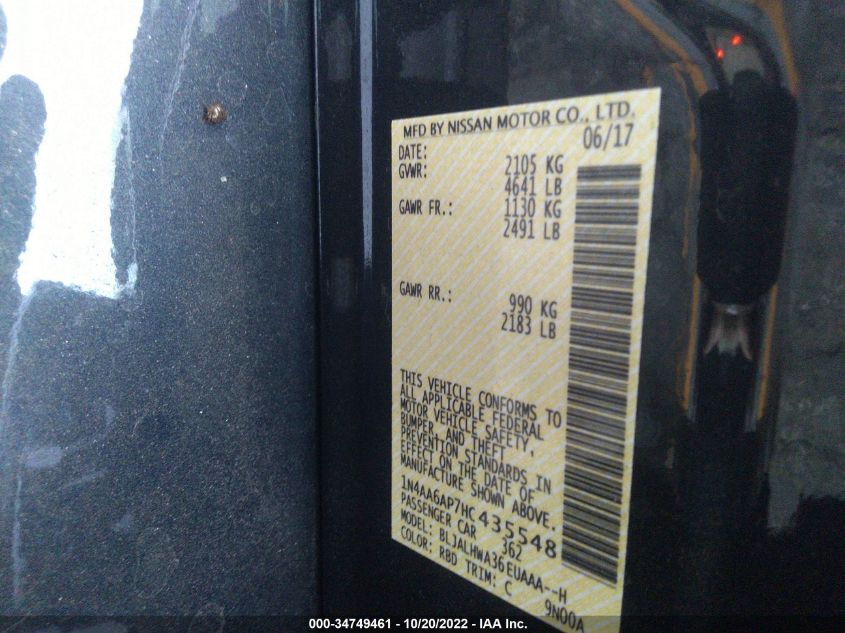 MFD BY NISSAN MOTOR CO., LTD.
DATE: 06/17
GVWR: 2105 KG
4641 LB
GAWR FR.: 1130 KG
2491 LB
GAWR RR.: 990 KG
2183 LB
THIS VEHICLE CONFORMS TO
ALL APPLICABLE FEDERAL
MOTOR VEHICLE SAFETY,
BUMPER, AND THEFT
PREVENTION STANDARDS IN
EFFECT ON THE DATE OF
MANUFACTURE SHOWN ABOVE.
1N4AA6AP7HC435548
PASSENGER CAR 362
MODEL: BLJALHWA36EUAAA--H
COLOR: RBD TRIM: C 9N00A
000-34749461 - 10/20/2022 - IAA Inc.